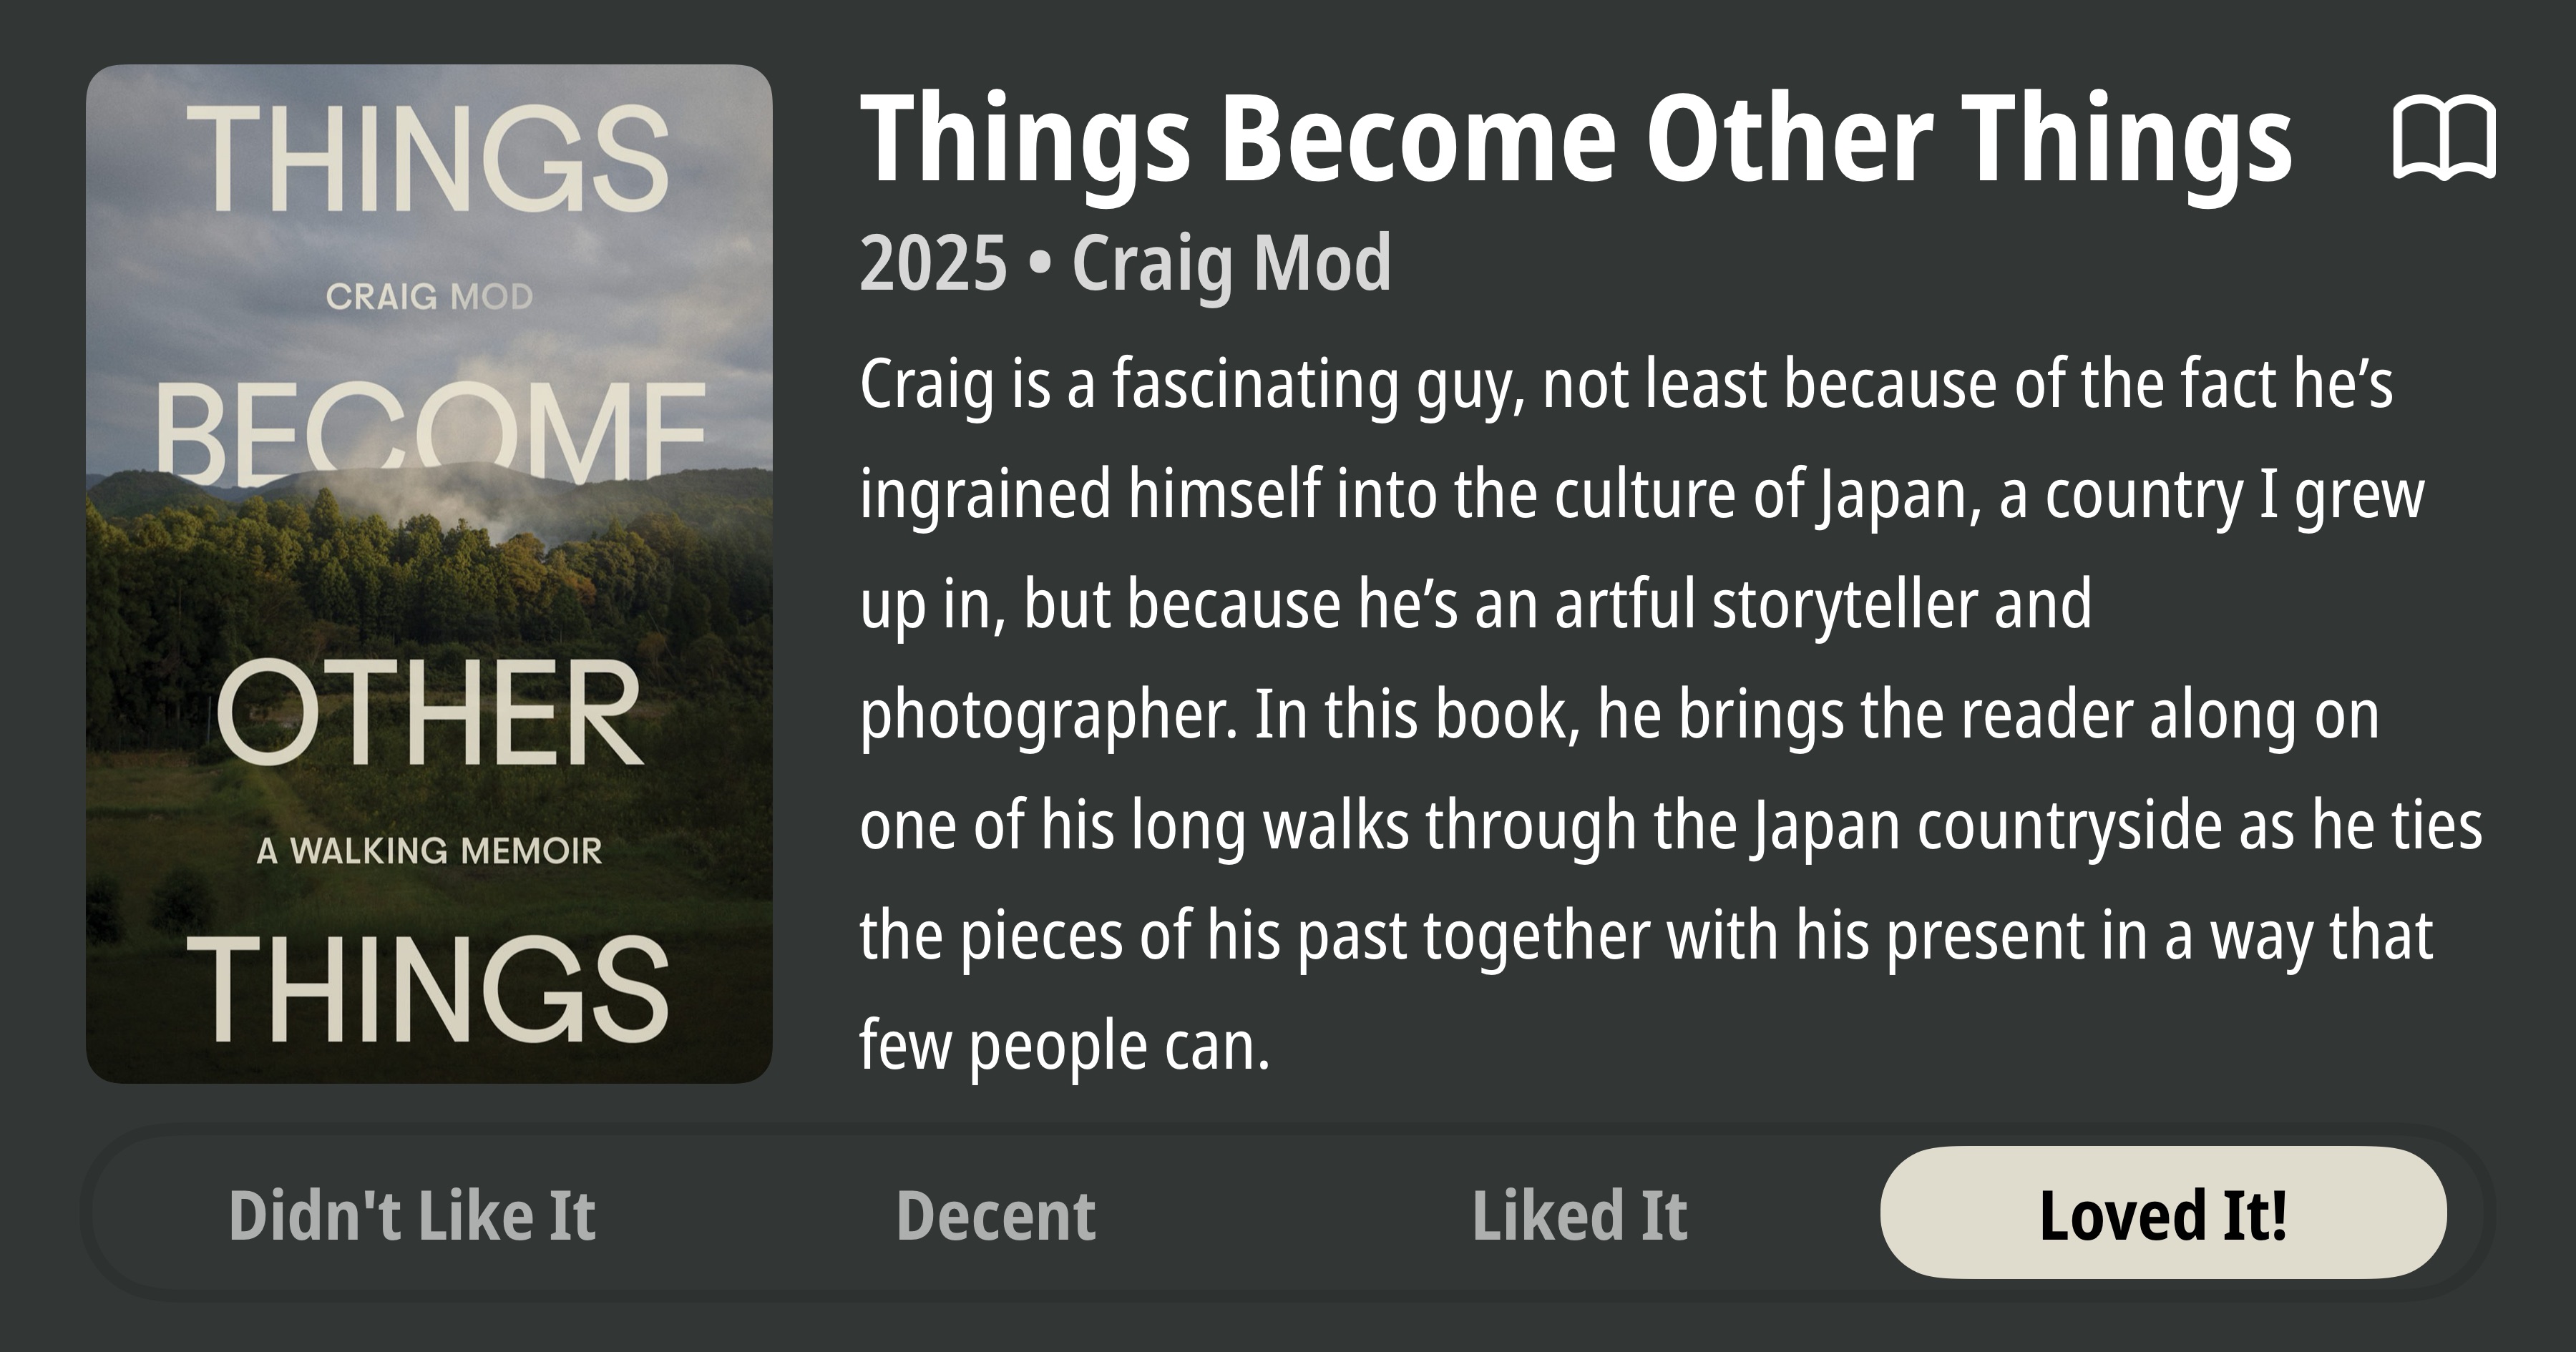 THINGS
CRAIG MOD
BECOME
OTHER
A WALKING MEMOIR
THINGS
Things Become Other Things
2025 • Craig Mod
Craig is a fascinating guy, not least because of the fact he’s
ingrained himself into the culture of Japan, a country I grew
up in, but because he’s an artful storyteller and
photographer. In this book, he brings the reader along on
one of his long walks through the Japan countryside as he ties
the pieces of his past together with his present in a way that
few people can.
Didn't Like It
Decent
Liked It
Loved It!